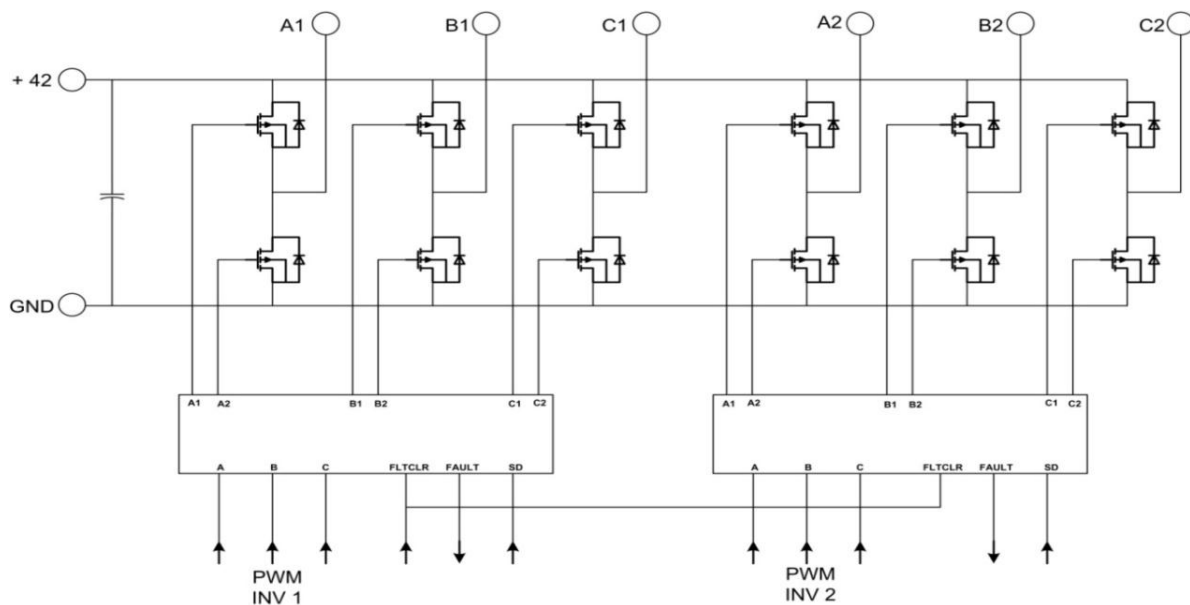 A1 B1 C1 A2 B2 C2
+ 42
GND
A1 A2 B1 B2 C1 C2 A1 A2 B1 B2 C1 C2
A B C FLTCLR FAULT SD A B C FLTCLR FAULT SD
PWM PWM
INV 1 INV 2